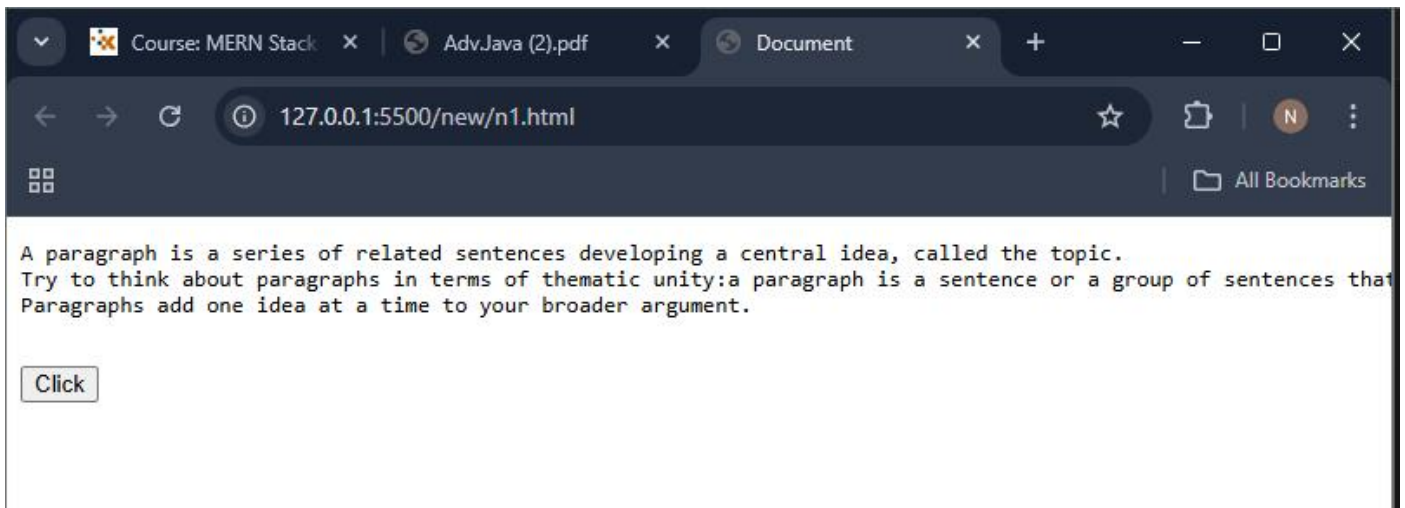 Course: MERN Stack
Adv.Java (2).pdf
Document
127.0.0.1:5500/new/n1.html
N
All Bookmarks
A paragraph is a series of related sentences developing a central idea, called the topic.
Try to think about paragraphs in terms of thematic unity:a paragraph is a sentence or a group of sentences that
Paragraphs add one idea at a time to your broader argument.
Click